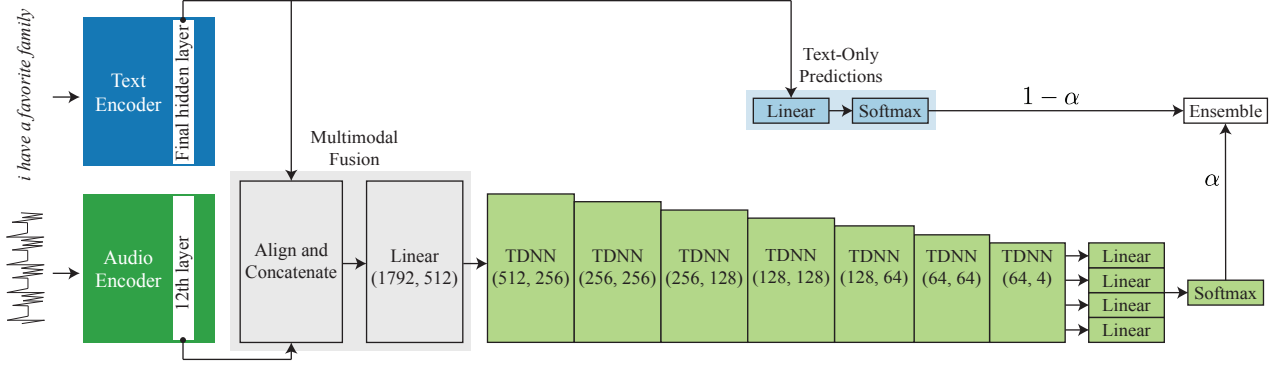 i have a favorite family
Text
Encoder
Final hidden layer
Audio
Encoder
12th layer
Multimodal
Fusion
Align and
Concatenate
Linear
(1792, 512)
TDNN
(512, 256)
TDNN
(256, 256)
TDNN
(256, 128)
TDNN
(128, 128)
TDNN
(128, 64)
TDNN
(64, 64)
TDNN
(64, 4)
Linear
Linear
Linear
Linear
Softmax
α
Text-Only
Predictions
Linear
Softmax
1 − α
Ensemble